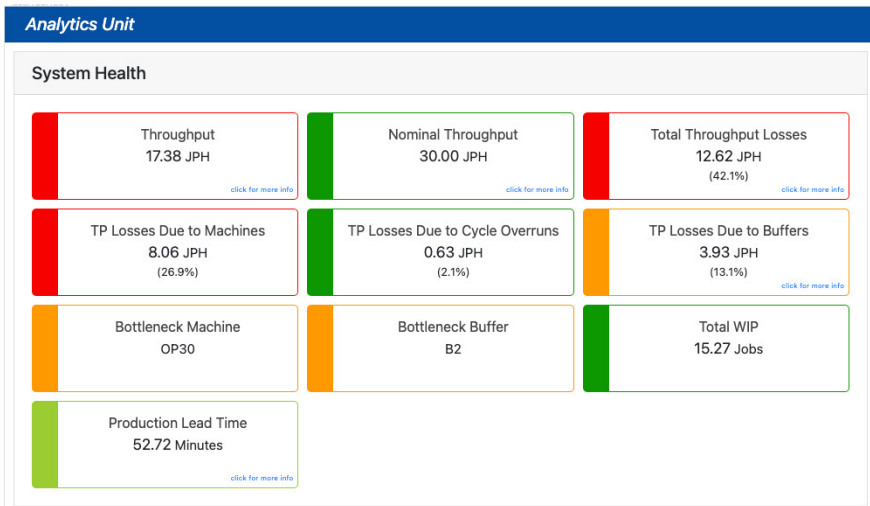 Analytics Unit
System Health
Throughput
17.38 JPH
click for more info
Nominal Throughput
30.00 JPH
click for more info
Total Throughput Losses
12.62 JPH
(42.1%)
click for more info
TP Losses Due to Machines
8.06 JPH
(26.9%)
TP Losses Due to Cycle Overruns
0.63 JPH
(2.1%)
TP Losses Due to Buffers
3.93 JPH
(13.1%)
click for more info
Bottleneck Machine
OP30
Bottleneck Buffer
B2
Total WIP
15.27 Jobs
Production Lead Time
52.72 Minutes
click for more info